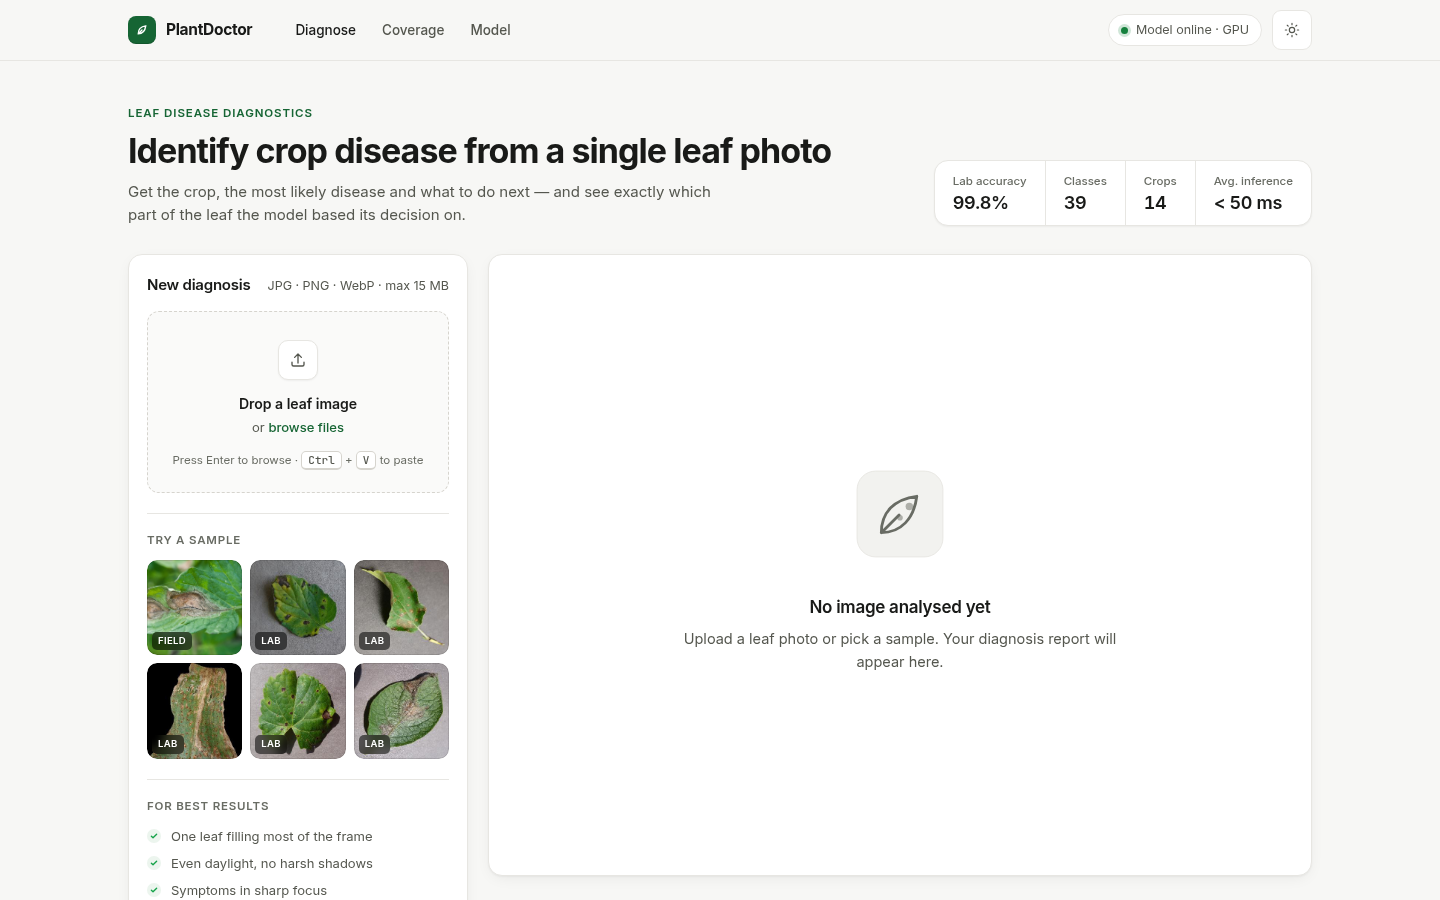 PlantDoctor
Diagnose
Coverage
Model
Model online · GPU
LEAF DISEASE DIAGNOSTICS
Identify crop disease from a single leaf photo
Get the crop, the most likely disease and what to do next — and see exactly which
part of the leaf the model based its decision on.
Lab accuracy
99.8%
Classes
39
Crops
14
Avg. inference
< 50 ms
New diagnosis
JPG · PNG · WebP · max 15 MB
Drop a leaf image
or browse files
Press Enter to browse · Ctrl + V to paste
TRY A SAMPLE
FIELD
LAB
LAB
LAB
LAB
LAB
FOR BEST RESULTS
One leaf filling most of the frame
Even daylight, no harsh shadows
Symptoms in sharp focus
No image analysed yet
Upload a leaf photo or pick a sample. Your diagnosis report will
appear here.